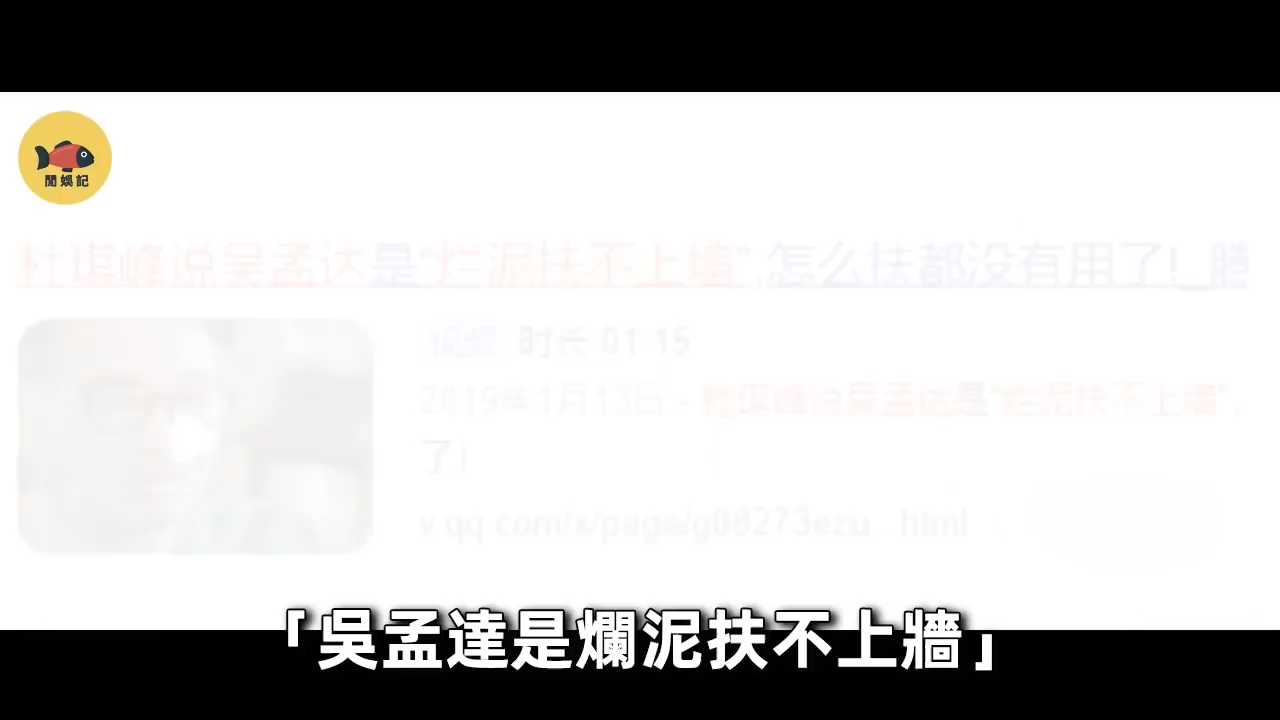 閒娛記
杜琪峰说吴孟达是“烂泥扶不上墙”,怎么扶都没有用了!_腾
视频 时长 01:15
2019年1月13日 - 杜琪峰说吴孟达是“烂泥扶不上墙”,
了!
v.qq.com/x/page/g08273ezu...html
「吳孟達是爛泥扶不上牆」